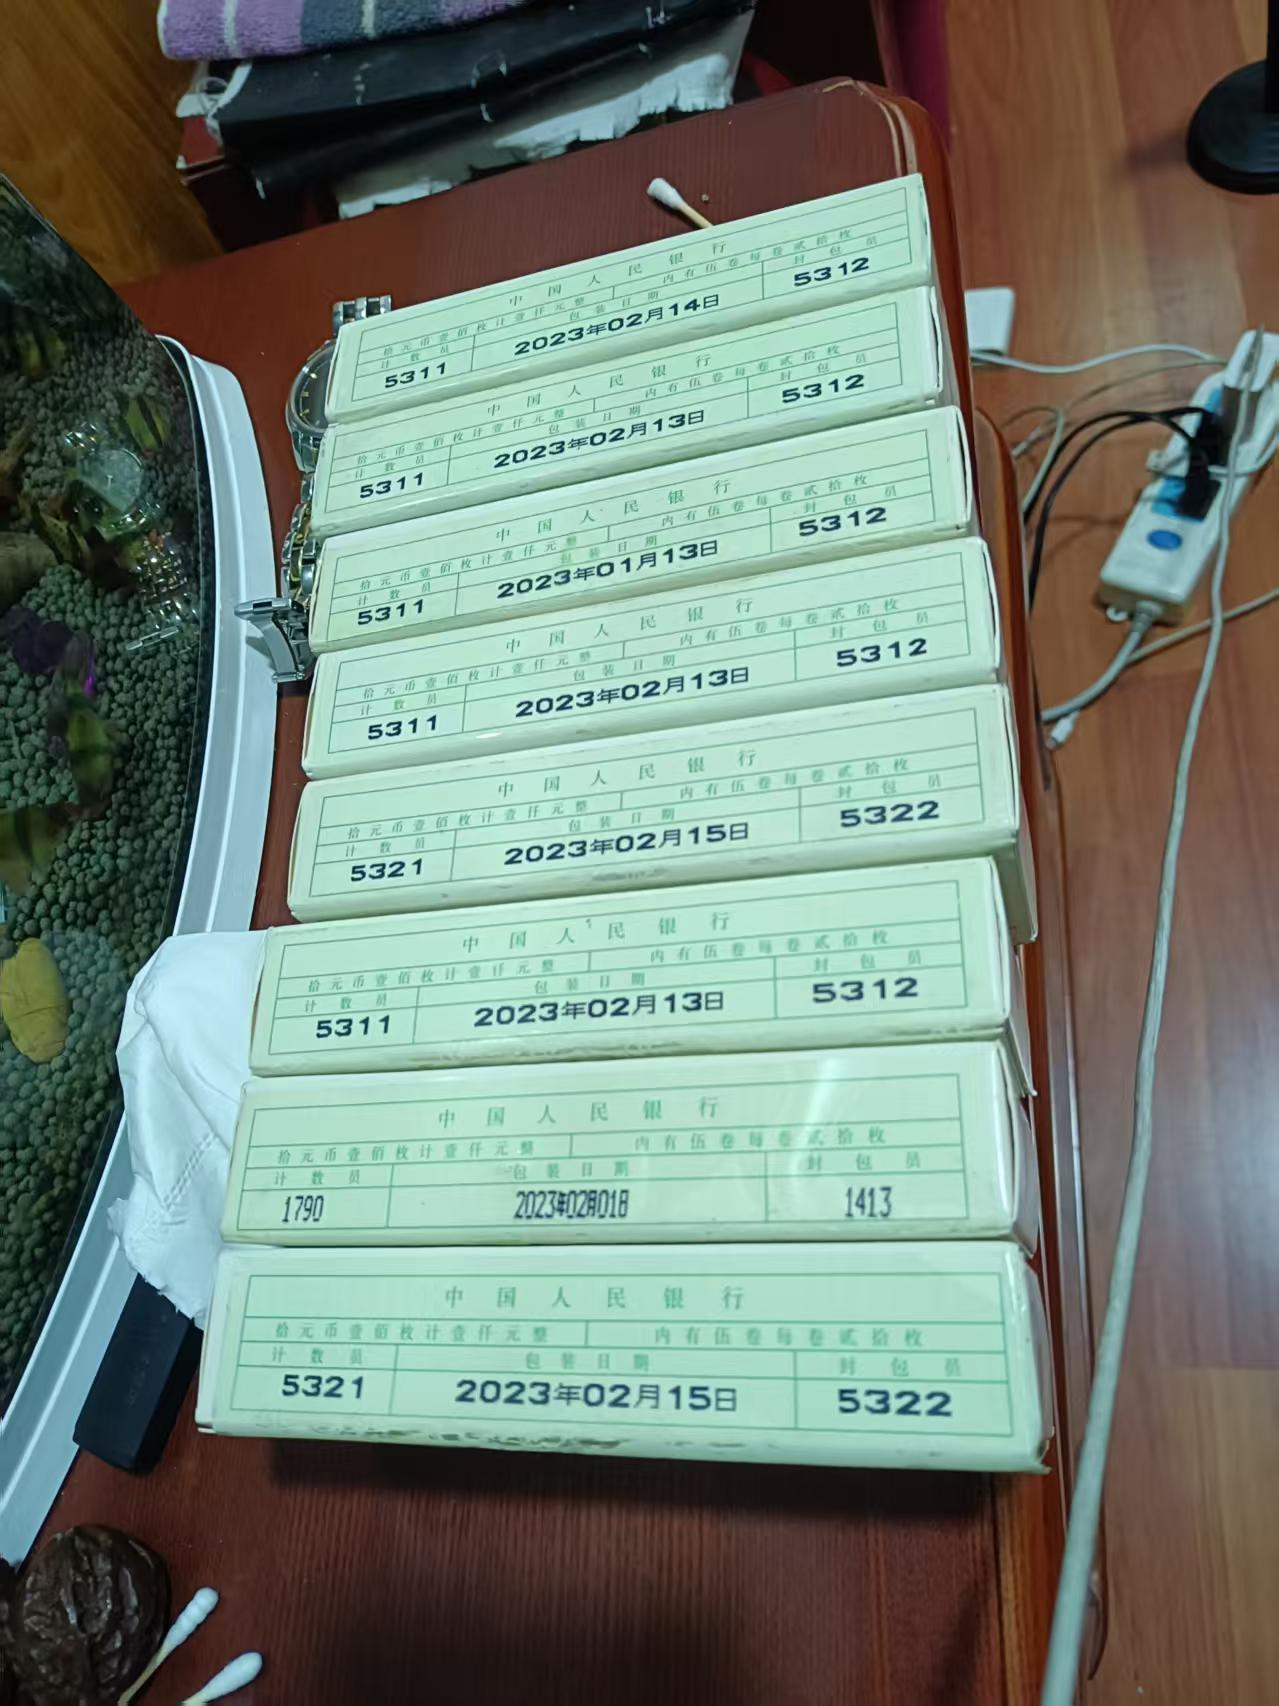 中国人民银行
拾元币壹佰枚计壹仟元整 内有伍卷每卷贰拾枚
计数员 包装日期 封包员
5311 2023年02月14日 5312
中国人民银行
拾元币壹佰枚计壹仟元整 内有伍卷每卷贰拾枚
计数员 包装日期 封包员
5311 2023年02月13日 5312
中国人民银行
拾元币壹佰枚计壹仟元整 内有伍卷每卷贰拾枚
计数员 包装日期 封包员
5311 2023年01月13日 5312
中国人民银行
拾元币壹佰枚计壹仟元整 内有伍卷每卷贰拾枚
计数员 包装日期 封包员
5311 2023年02月13日 5312
中国人民银行
拾元币壹佰枚计壹仟元整 内有伍卷每卷贰拾枚
计数员 包装日期 封包员
5321 2023年02月15日 5322
中国人民银行
拾元币壹佰枚计壹仟元整 内有伍卷每卷贰拾枚
计数员 包装日期 封包员
5311 2023年02月13日 5312
中国人民银行
拾元币壹佰枚计壹仟元整 内有伍卷每卷贰拾枚
计数员 包装日期 封包员
1790 2023年02月01日 1413
中国人民银行
拾元币壹佰枚计壹仟元整 内有伍卷每卷贰拾枚
计数员 包装日期 封包员
5321 2023年02月15日 5322